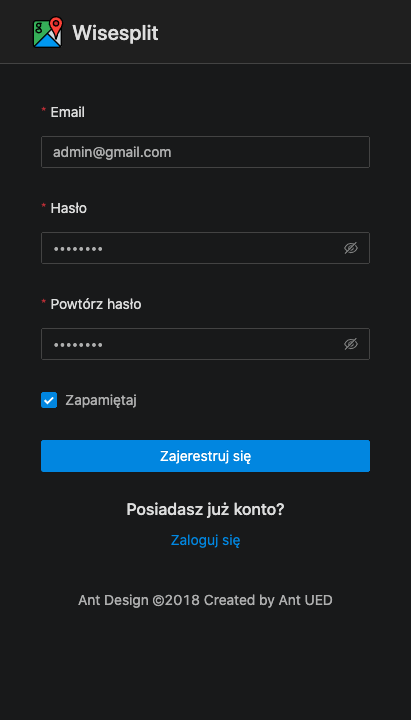 Wisesplit
* Email
admin@gmail.com
* Hasło
••••••••
* Powtórz hasło
••••••••
Zapamiętaj
Zajerestruj się
Posiadasz już konto?
Zaloguj się
Ant Design ©2018 Created by Ant UED